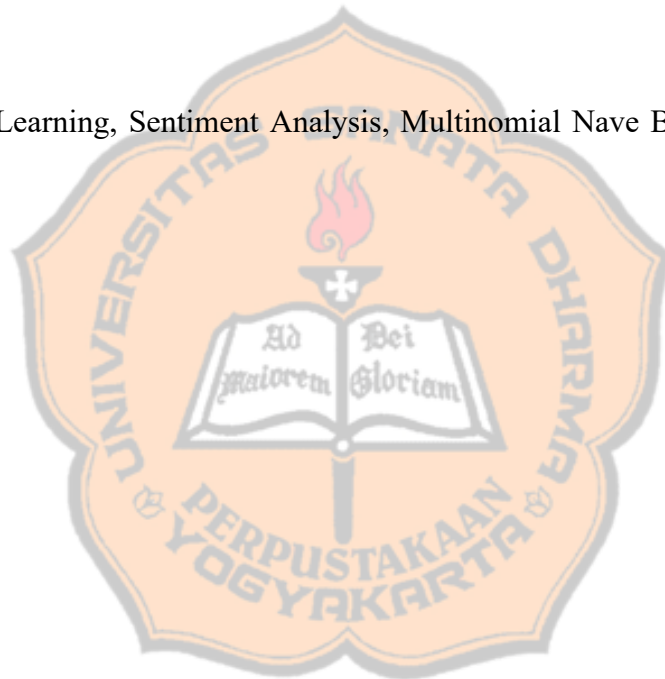 Learning, Sentiment Analysis, Multinomial Nave B
UNIVERSITAS SANATA DHARMA
Ad Dei
Maiorem Gloriam
PERPUSTAKAAN
YOGYAKARTA